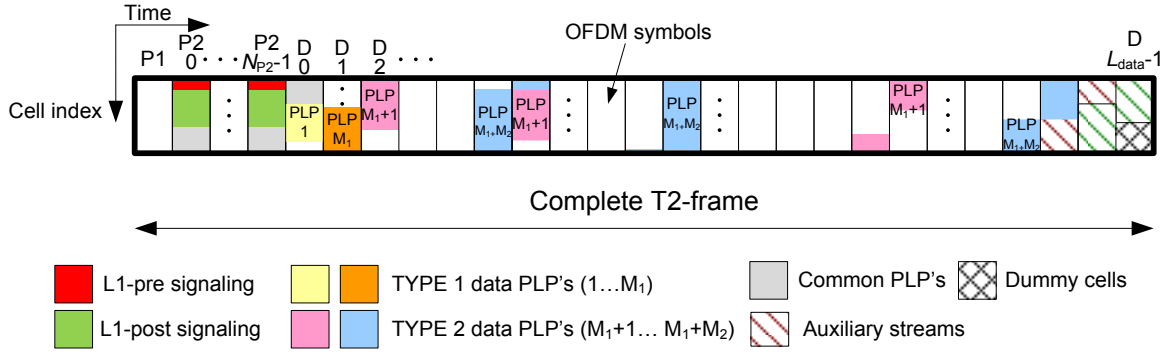 Time
OFDM symbols
P1
P2
0
· · ·
P2
N_P2-1
D
0
D
1
D
2
· · ·
D
L_data-1
Cell index
PLP
1
PLP
M₁
PLP
M₁+1
PLP
M₁+M₂
PLP
M₁+1
PLP
M₁+M₂
PLP
M₁+1
PLP
M₁+M₂
Complete T2-frame
L1-pre signaling
TYPE 1 data PLP's (1…M₁)
Common PLP's
Dummy cells
L1-post signaling
TYPE 2 data PLP's (M₁+1… M₁+M₂)
Auxiliary streams